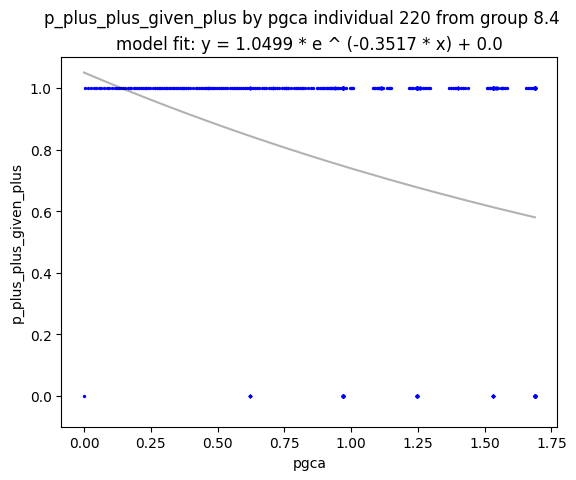 p_plus_plus_given_plus by pgca individual 220 from group 8.4
model fit: y = 1.0499 * e ^ (-0.3517 * x) + 0.0
p_plus_plus_given_plus
1.0
0.8
0.6
0.4
0.2
0.0
0.00 0.25 0.50 0.75 1.00 1.25 1.50 1.75
pgca